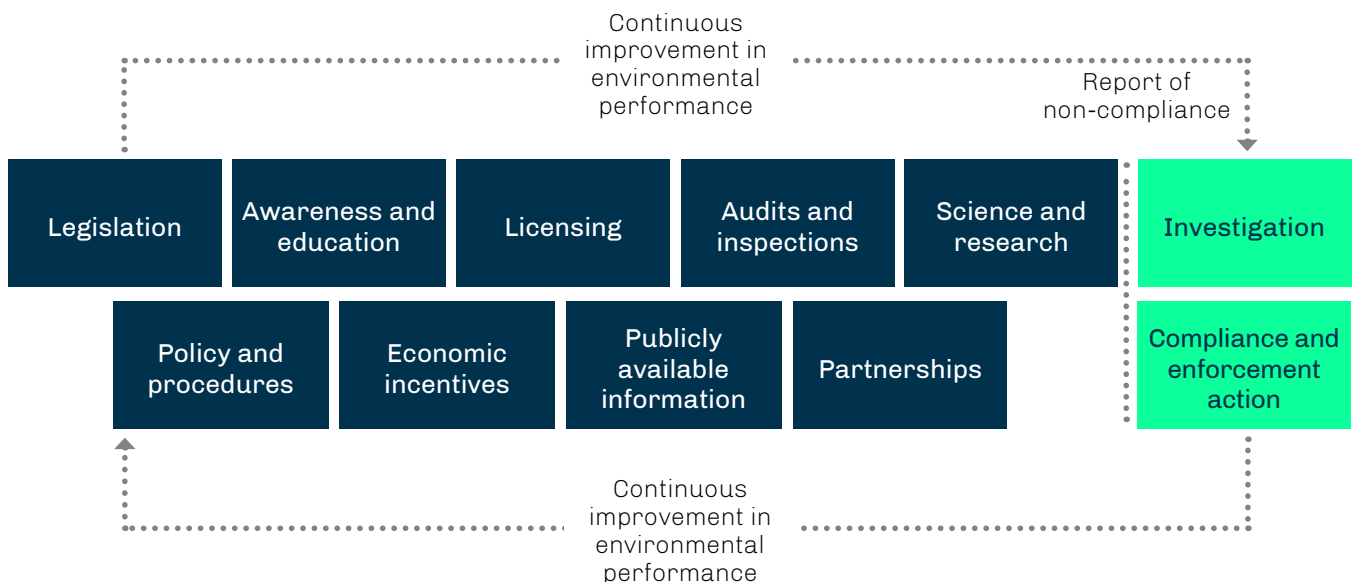 Continuous
improvement in
environmental
performance
Report of
non-compliance
Legislation
Awareness and
education
Licensing
Audits and
inspections
Science and
research
Investigation
Policy and
procedures
Economic
incentives
Publicly
available
information
Partnerships
Compliance and
enforcement
action
Continuous
improvement in
environmental
performance